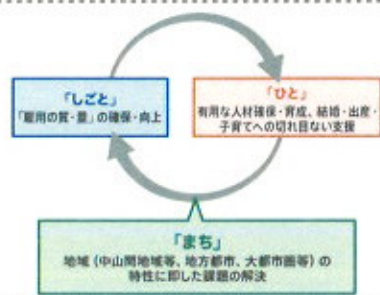 「しごと」
「雇用の質・量」の確保・向上
「ひと」
有用な人材確保・育成、結婚・出産・
子育てへの切れ目ない支援
「まち」
地域（中山間地域等、地方都市、大都市圏等）の
特性に即した課題の解決